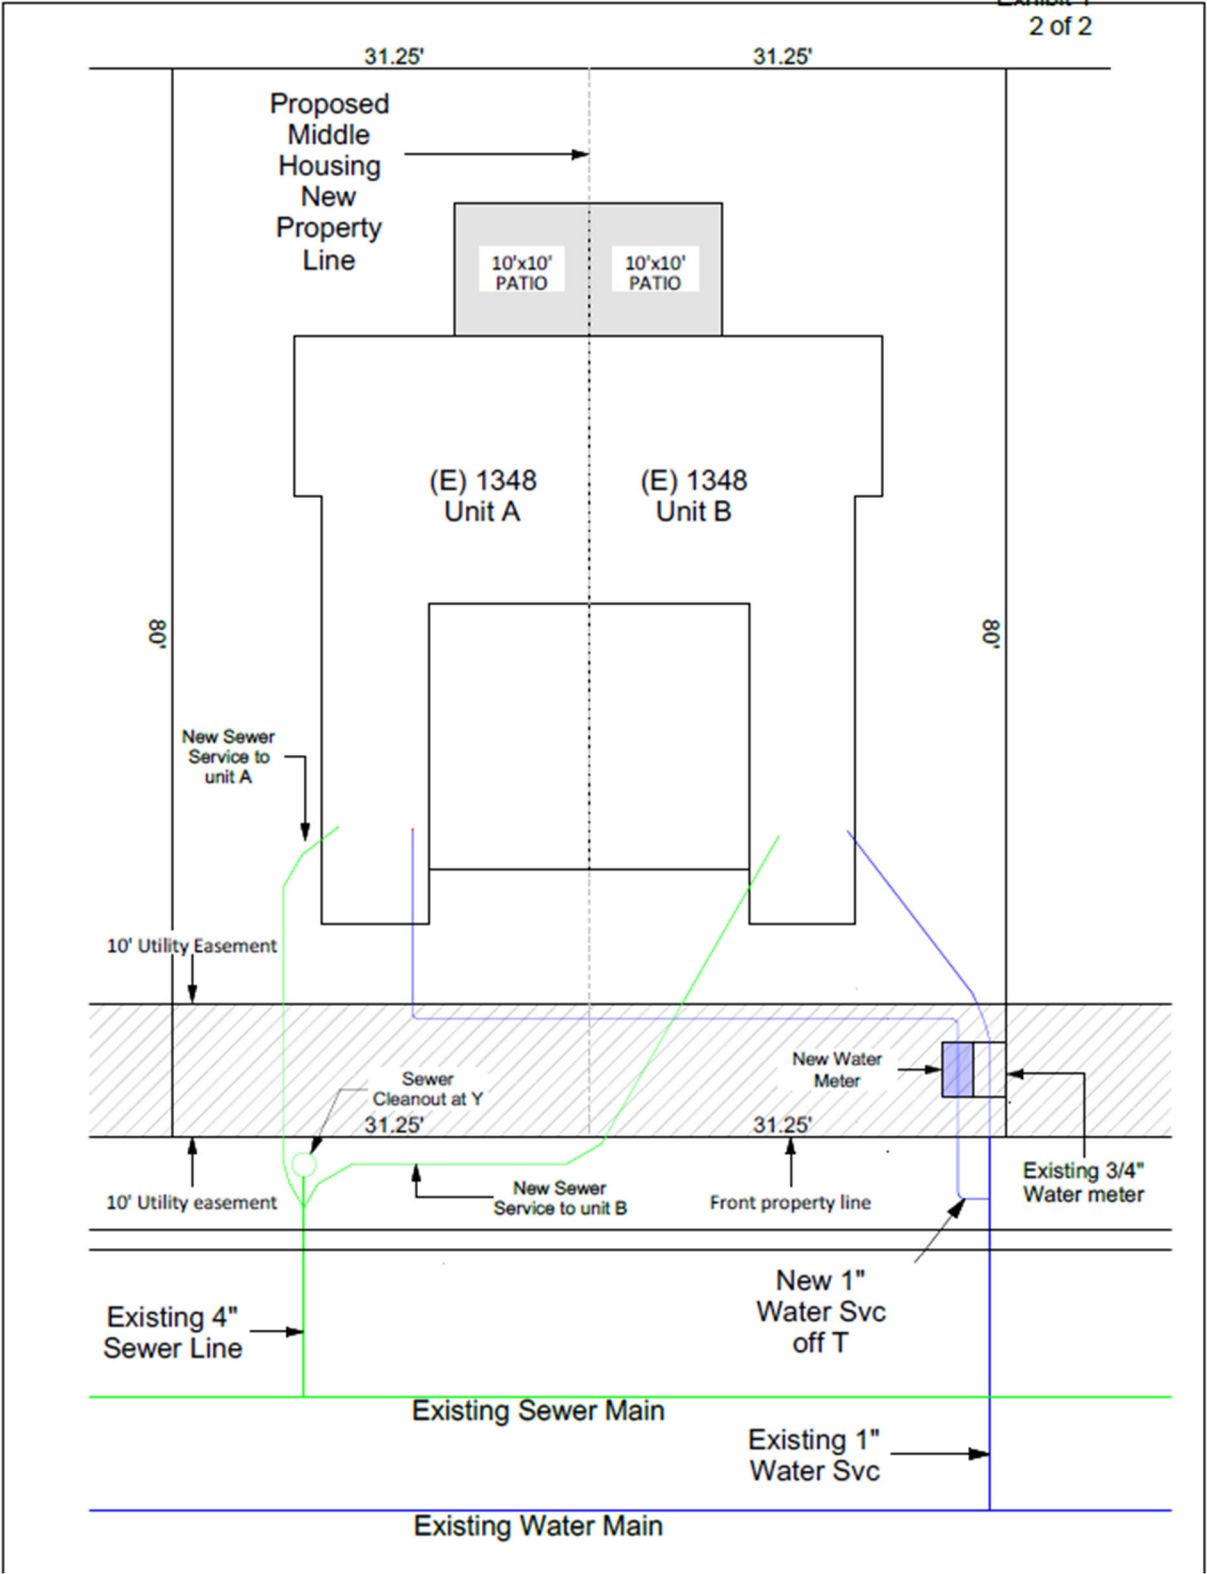 Exhibit 1
2 of 2
31.25'
31.25'
Proposed
Middle
Housing
New
Property
Line
10'x10'
PATIO
10'x10'
PATIO
(E) 1348
Unit A
(E) 1348
Unit B
80'
80'
New Sewer
Service to
unit A
10' Utility Easement
New Water
Meter
Sewer
Cleanout at Y
31.25'
31.25'
10' Utility easement
New Sewer
Service to unit B
Front property line
Existing 3/4"
Water meter
New 1"
Water Svc
off T
Existing 4"
Sewer Line
Existing Sewer Main
Existing 1"
Water Svc
Existing Water Main